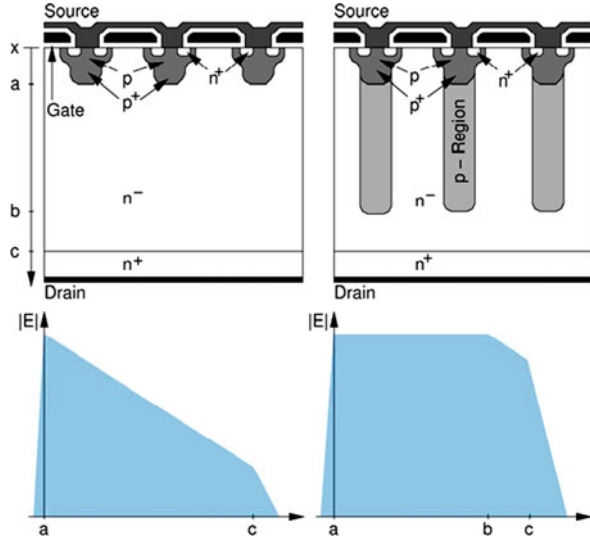 Source
Source
x
a
b
c
p
p+
n+
Gate
n−
n+
Drain
p
p+
n+
p − Region
n−
n+
Drain
|E|
a
c
|E|
a
b
c